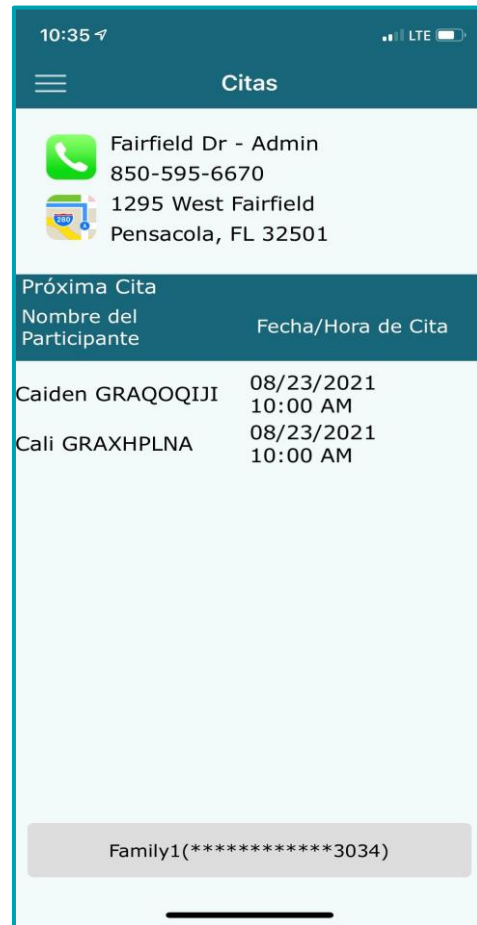 10:35
LTE
Citas
Fairfield Dr - Admin
850-595-6670
280
1295 West Fairfield
Pensacola, FL 32501
Próxima Cita
Nombre del
Participante
Fecha/Hora de Cita
Caiden GRAQOQIJI
08/23/2021
10:00 AM
Cali GRAXHPLNA
08/23/2021
10:00 AM
Family1(************3034)